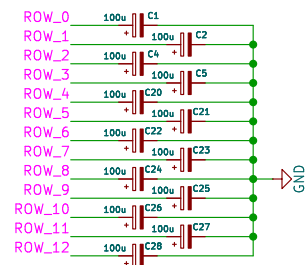 ROW_0 100u C1
ROW_1 100u C2
ROW_2 100u C4
ROW_3 100u C5
ROW_4 100u C20
ROW_5 100u C21
ROW_6 100u C22
ROW_7 100u C23
ROW_8 100u C24
ROW_9 100u C25
ROW_10 100u C26
ROW_11 100u C27
ROW_12 100u C28
GND